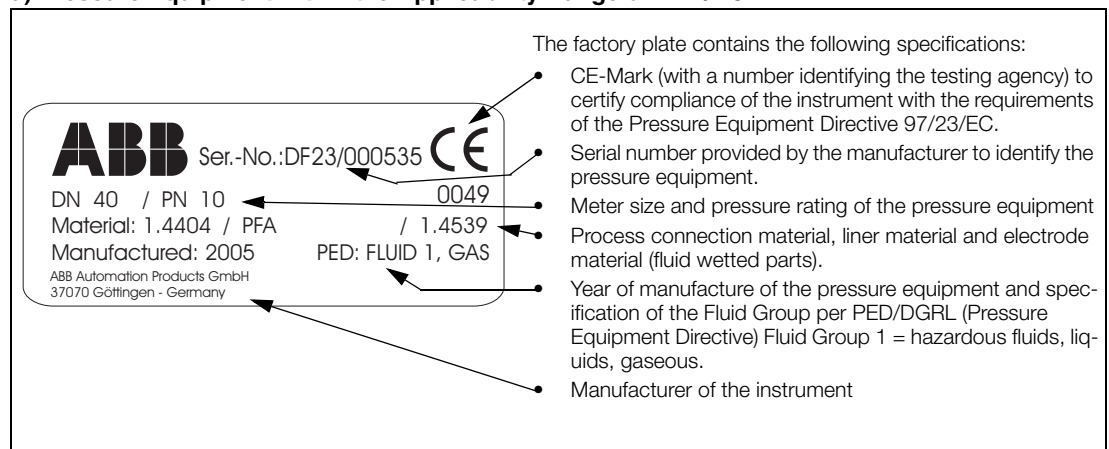 The factory plate contains the following specifications:
• CE-Mark (with a number identifying the testing agency) to
certify compliance of the instrument with the requirements
of the Pressure Equipment Directive 97/23/EC.
• Serial number provided by the manufacturer to identify the
pressure equipment.
• Meter size and pressure rating of the pressure equipment
• Process connection material, liner material and electrode
material (fluid wetted parts).
• Year of manufacture of the pressure equipment and spec-
ification of the Fluid Group per PED/DGRL (Pressure
Equipment Directive) Fluid Group 1 = hazardous fluids, liq-
uids, gaseous.
• Manufacturer of the instrument
ABB Ser.-No.:DF23/000535 CE
DN 40 / PN 10 0049
Material: 1.4404 / PFA / 1.4539
Manufactured: 2005 PED: FLUID 1, GAS
ABB Automation Products GmbH
37070 Göttingen - Germany